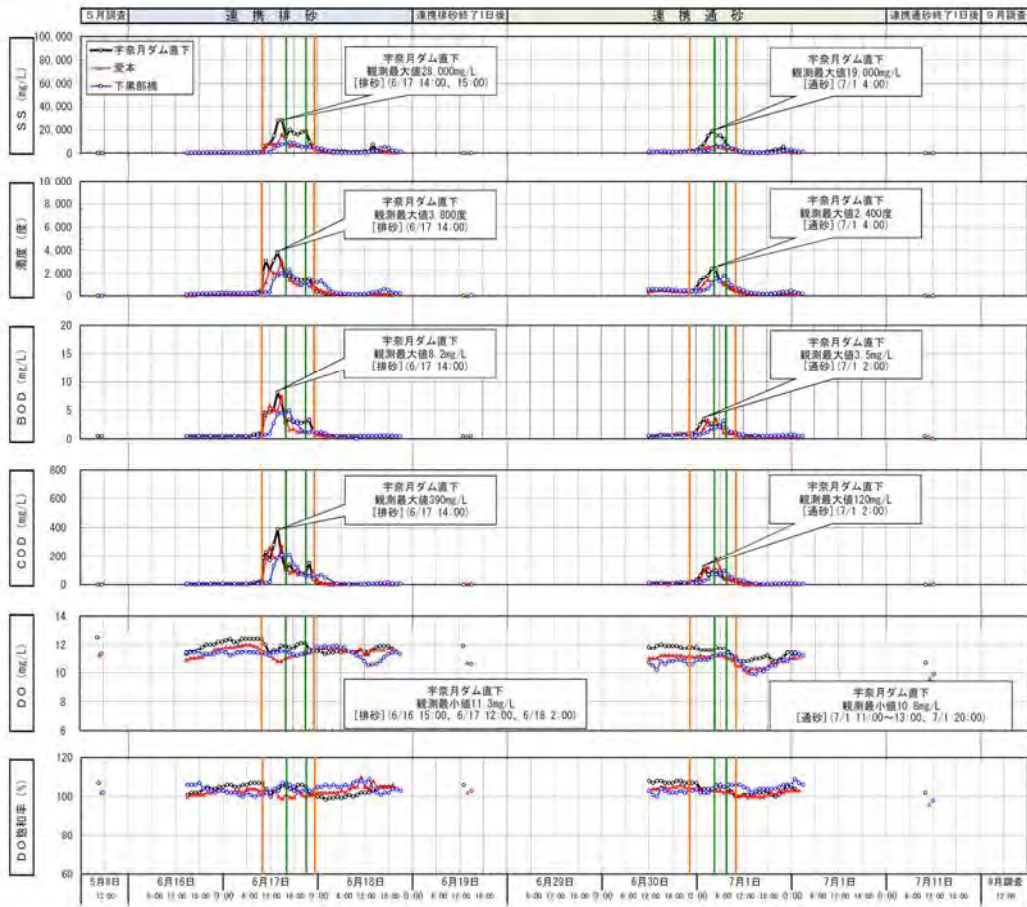 5月調査
連携排砂
連携排砂終了1日後
連携通砂
連携通砂終了1日後
9月調査
SS (mg/L)
100,000
80,000
60,000
40,000
20,000
0
宇奈月ダム直下
愛本
下黒部橋
宇奈月ダム直下
観測最大値28,000mg/L
[排砂](6/17 14:00、15:00)
宇奈月ダム直下
観測最大値19,000mg/L
[通砂](7/1 4:00)
濁度 (度)
10,000
8,000
6,000
4,000
2,000
0
宇奈月ダム直下
観測最大値3,800度
[排砂](6/17 14:00)
宇奈月ダム直下
観測最大値2,400度
[通砂](7/1 4:00)
BOD (mg/L)
20
15
10
5
0
宇奈月ダム直下
観測最大値8.2mg/L
[排砂](6/17 14:00)
宇奈月ダム直下
観測最大値3.5mg/L
[通砂](7/1 2:00)
COD (mg/L)
800
600
400
200
0
宇奈月ダム直下
観測最大値390mg/L
[排砂](6/17 14:00)
宇奈月ダム直下
観測最大値120mg/L
[通砂](7/1 2:00)
DO (mg/L)
14
12
10
8
6
宇奈月ダム直下
観測最小値11.3mg/L
[排砂](6/16 15:00、6/17 12:00、6/18 2:00)
宇奈月ダム直下
観測最小値10.8mg/L
[通砂](7/1 11:00～13:00、7/1 20:00)
DO飽和率 (%)
120
100
80
60
5月8日
6月16日
6月17日
6月18日
6月19日
6月29日
6月30日
7月1日
7月1日
7月11日
9月調査